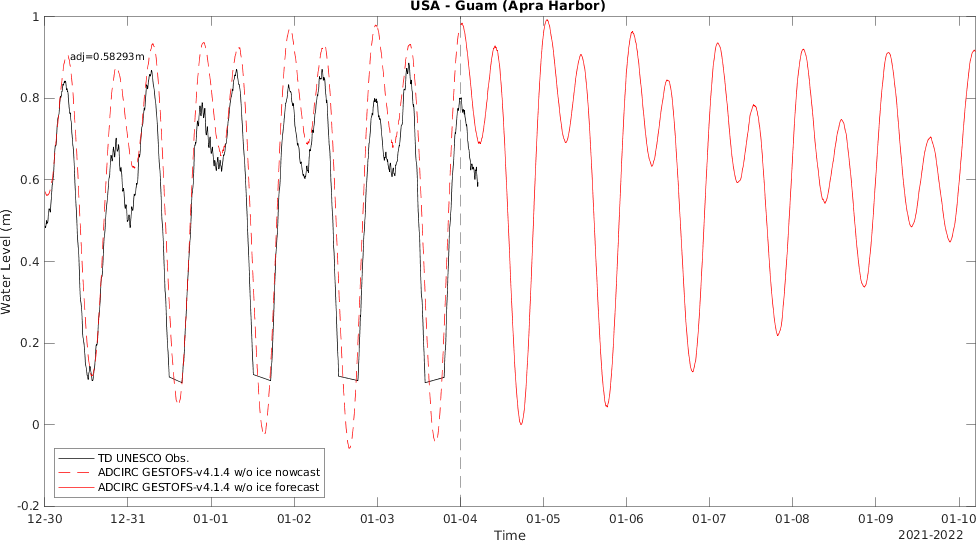 USA - Guam (Apra Harbor)
adj=0.58293m
1
0.8
0.6
0.4
0.2
0
-0.2
Water Level (m)
TD UNESCO Obs.
ADCIRC GESTOFS-v4.1.4 w/o ice nowcast
ADCIRC GESTOFS-v4.1.4 w/o ice forecast
12-30 12-31 01-01 01-02 01-03 01-04 01-05 01-06 01-07 01-08 01-09 01-10
Time
2021-2022